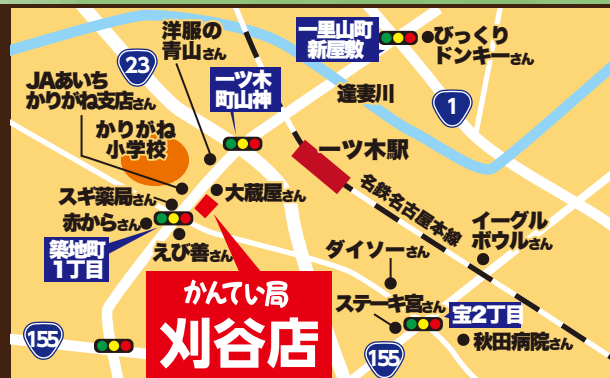 洋服の
青山さん
23
JAあいち
かりがね支店さん
かりがね
小学校
一ツ木
町山神
一里山町
新屋敷
びっくり
ドンキーさん
逢妻川
1
一ツ木駅
名鉄名古屋本線
スギ薬局さん
大蔵屋さん
赤からさん
築地町
1丁目
えび善さん
ダイソーさん
イーグル
ボウルさん
ステーキ宮さん
宝2丁目
秋田病院さん
かんてい局
刈谷店
155
155